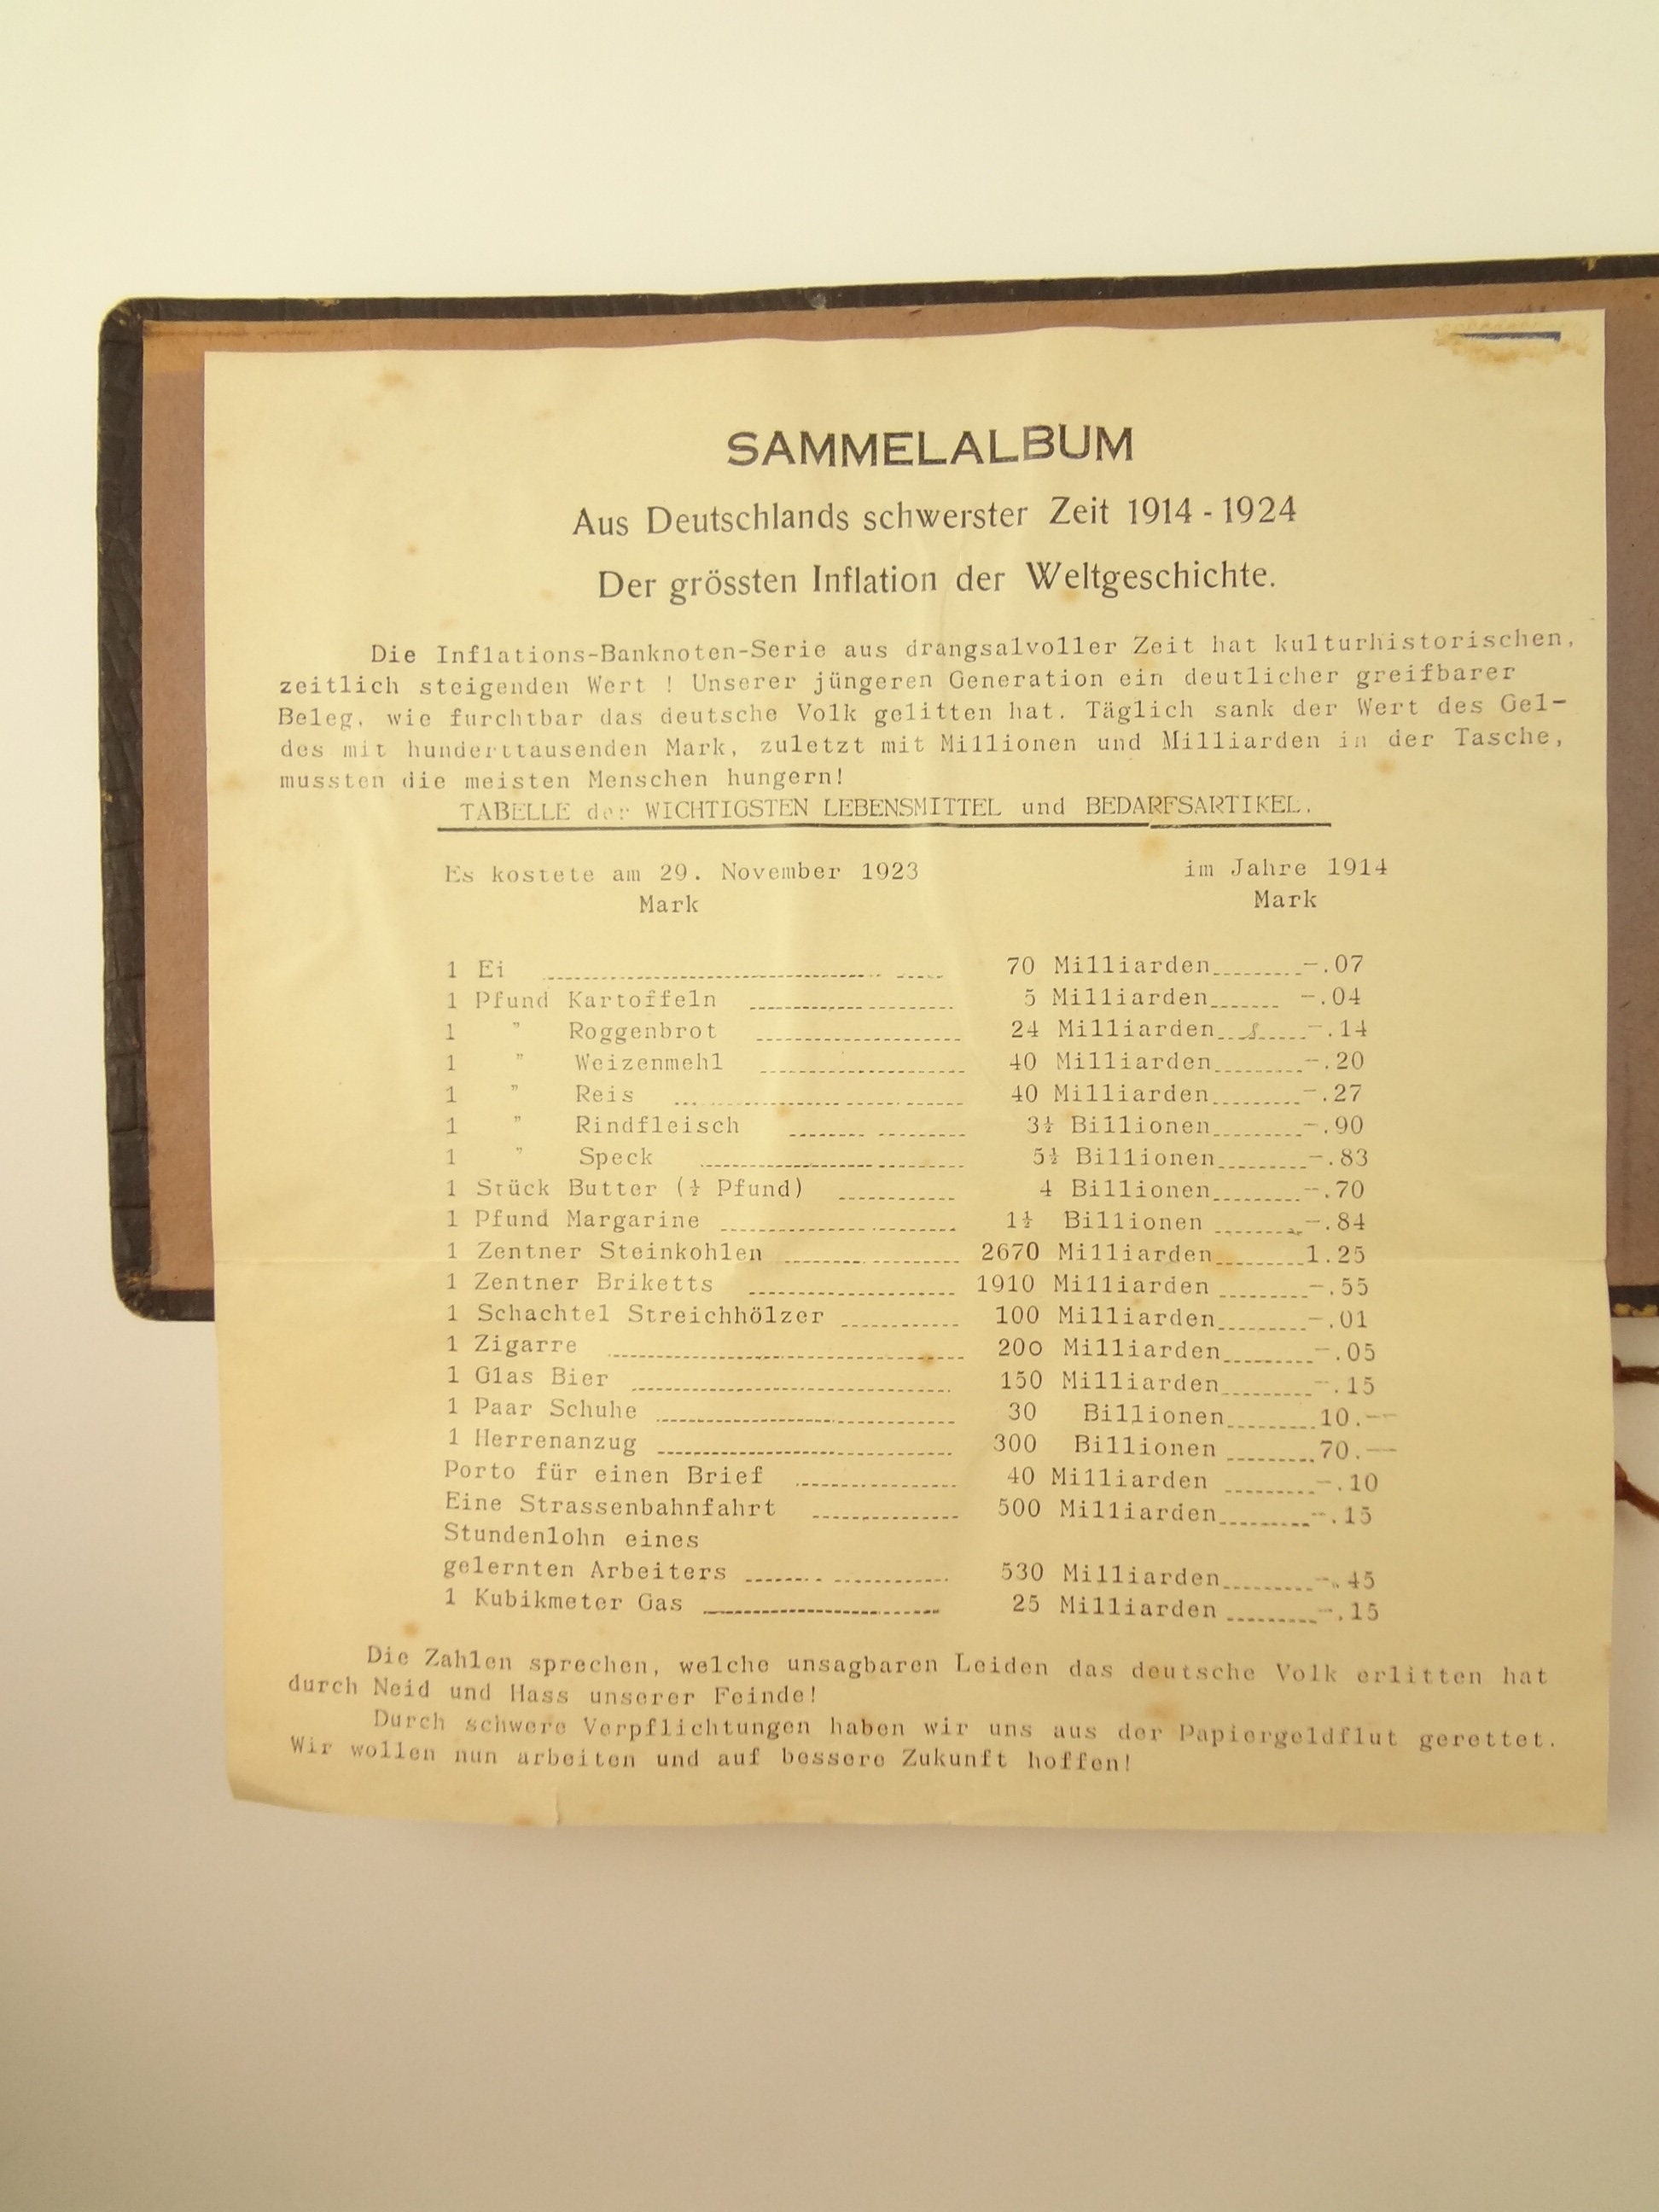 SAMMELALBUM
Aus Deutschlands schwerster Zeit 1914 - 1924
Der grössten Inflation der Weltgeschichte.
Die Inflations-Banknoten-Serie aus drangsalvoller Zeit hat kulturhistorischen,
zeitlich steigenden Wert ! Unserer jüngeren Generation ein deutlicher greifbarer
Beleg, wie furchtbar das deutsche Volk gelitten hat. Täglich sank der Wert des Gel-
des mit hunderttausenden Mark, zuletzt mit Millionen und Milliarden in der Tasche,
mussten die meisten Menschen hungern!
TABELLE der WICHTIGSTEN LEBENSMITTEL und BEDARFSARTIKEL.
Es kostete am 29. November 1923 im Jahre 1914
Mark Mark
1 Ei 70 Milliarden -.07
1 Pfund Kartoffeln 5 Milliarden -.04
1 " Roggenbrot 24 Milliarden -.14
1 " Weizenmehl 40 Milliarden -.20
1 " Reis 40 Milliarden -.27
1 " Rindfleisch 3½ Billionen -.90
1 " Speck 5½ Billionen -.83
1 Stück Butter (½ Pfund) 4 Billionen -.70
1 Pfund Margarine 1½ Billionen -.84
1 Zentner Steinkohlen 2670 Milliarden 1.25
1 Zentner Briketts 1910 Milliarden -.55
1 Schachtel Streichhölzer 100 Milliarden -.01
1 Zigarre 200 Milliarden -.05
1 Glas Bier 150 Milliarden -.15
1 Paar Schuhe 30 Billionen 10.--
1 Herrenanzug 300 Billionen 70.--
Porto für einen Brief 40 Milliarden -.10
Eine Strassenbahnfahrt 500 Milliarden -.15
Stundenlohn eines
gelernten Arbeiters 530 Milliarden -.45
1 Kubikmeter Gas 25 Milliarden -.15
Die Zahlen sprechen, welche unsagbaren Leiden das deutsche Volk erlitten hat
durch Neid und Hass unserer Feinde!
Durch schwere Verpflichtungen haben wir uns aus der Papiergeldflut gerettet.
Wir wollen nun arbeiten und auf bessere Zukunft hoffen!